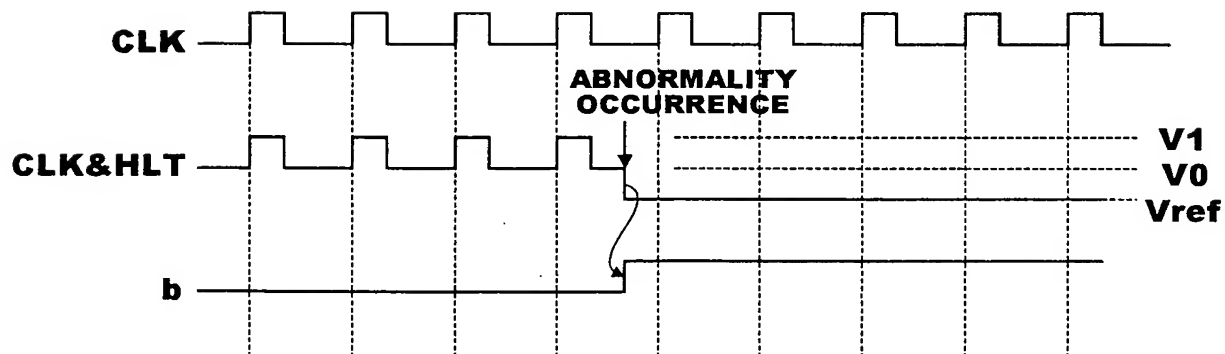 CLK
ABNORMALITY
OCCURRENCE
V1
CLK&HLT
V0
Vref
b